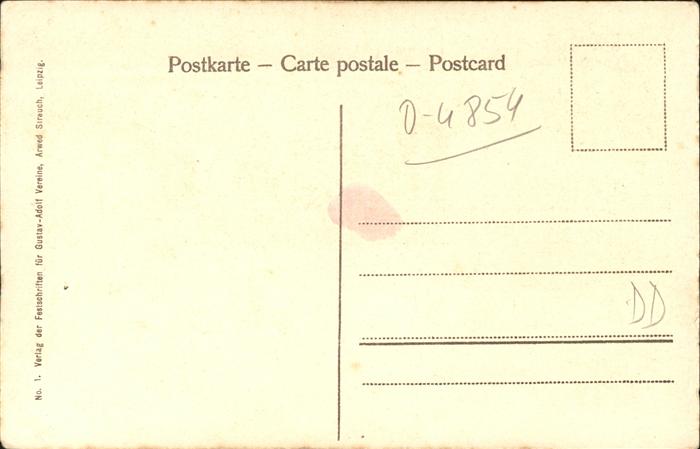 Postkarte – Carte postale – Postcard
D-4854
DD
No. 1. Verlag der Festschriften für Gustav-Adolf Vereine, Arwed Strauch, Leipzig.